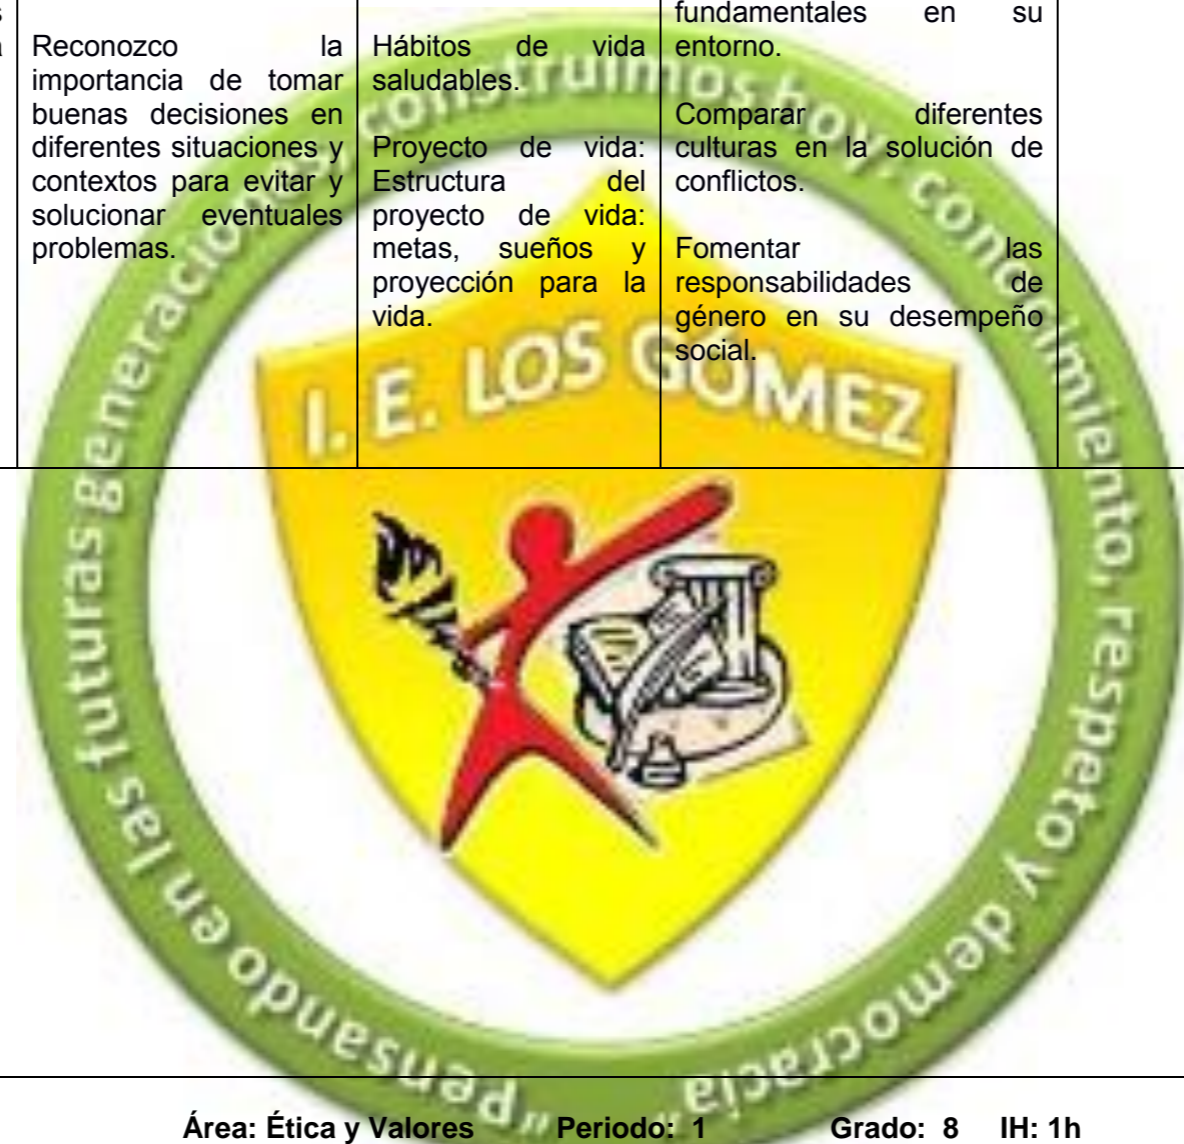 s
a
Reconozco la
importancia de tomar
buenas decisiones en
diferentes situaciones y
contextos para evitar y
solucionar eventuales
problemas.
Hábitos de vida
saludables.
Proyecto de vida:
Estructura del
proyecto de vida:
metas, sueños y
proyección para la
vida.
fundamentales en su
entorno.
Comparar diferentes
culturas en la solución de
conflictos.
Fomentar las
responsabilidades de
género en su desempeño
social.
"pensando en las futuras generaciones, construimos hoy, conocimiento, respeto y democracia"
I. E. LOS GÓMEZ
Área: Ética y Valores Periodo: 1 Grado: 8 IH: 1h